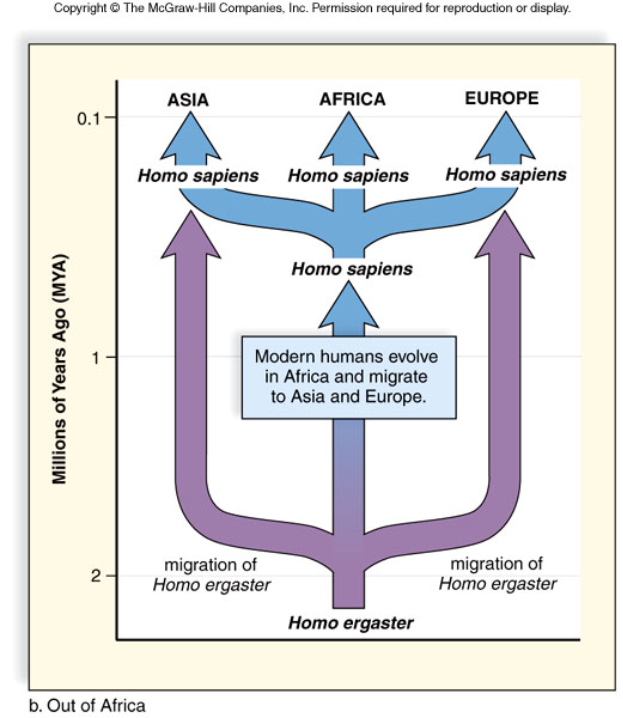 Copyright © The McGraw-Hill Companies, Inc. Permission required for reproduction or display.
ASIA
AFRICA
EUROPE
0.1
Homo sapiens
Homo sapiens
Homo sapiens
Homo sapiens
Millions of Years Ago (MYA)
1
Modern humans evolve
in Africa and migrate
to Asia and Europe.
migration of
Homo ergaster
migration of
Homo ergaster
2
Homo ergaster
b. Out of Africa